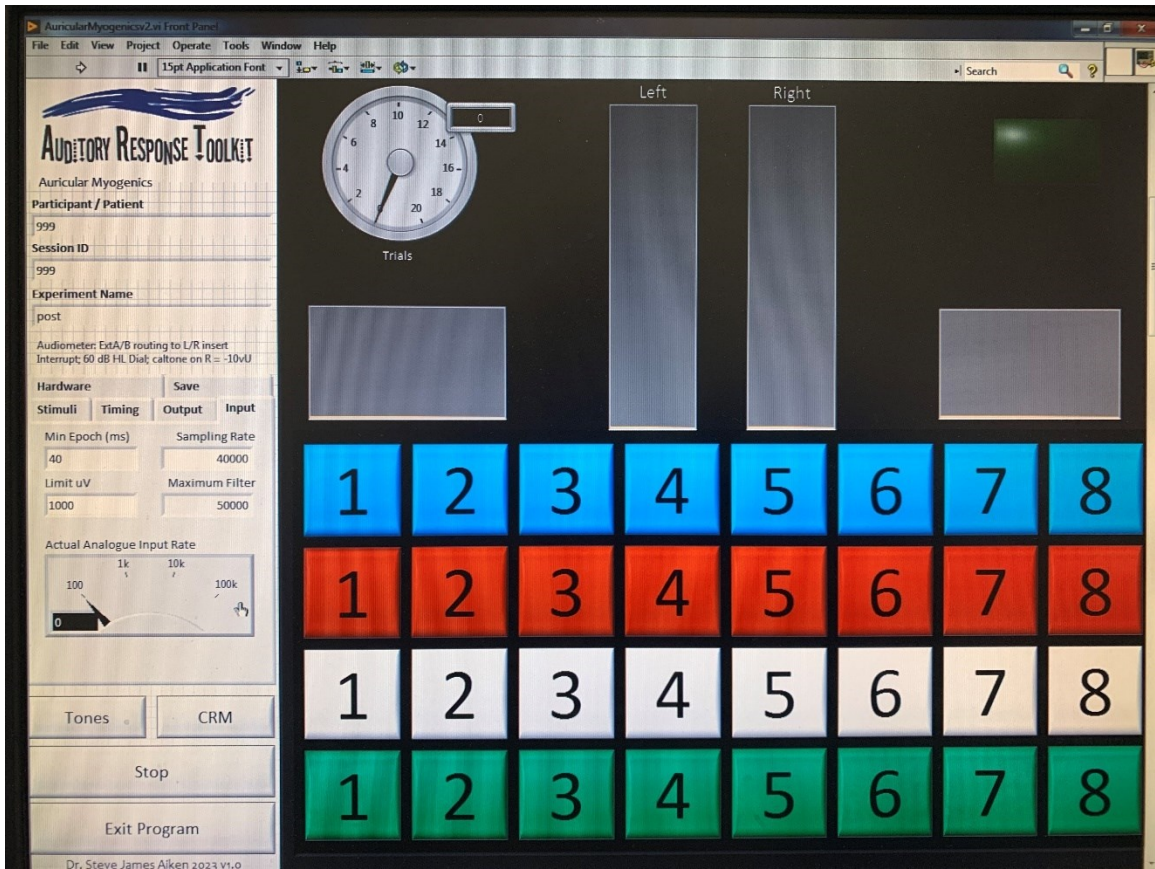 AuricularMyogenicsv2.vi Front Panel
File Edit View Project Operate Tools Window Help
15pt Application Font
Search
?
AUDITORY RESPONSE TOOLKIT
Auricular Myogenics
Participant / Patient
999
Session ID
999
Experiment Name
post
Audiometer: ExtA/B routing to L/R insert
Interrupt; 60 dB HL Dial; caltone on R = -10vU
Hardware Save
Stimuli Timing Output Input
Min Epoch (ms) Sampling Rate
40 40000
Limit uV Maximum Filter
1000 50000
Actual Analogue Input Rate
100 1k 10k 100k
0
Tones CRM
Stop
Exit Program
Dr. Steve James Aiken 2023 v1.0
0 2 4 6 8 10 12 14 16 18 20
0
Trials
Left Right
1 2 3 4 5 6 7 8
1 2 3 4 5 6 7 8
1 2 3 4 5 6 7 8
1 2 3 4 5 6 7 8